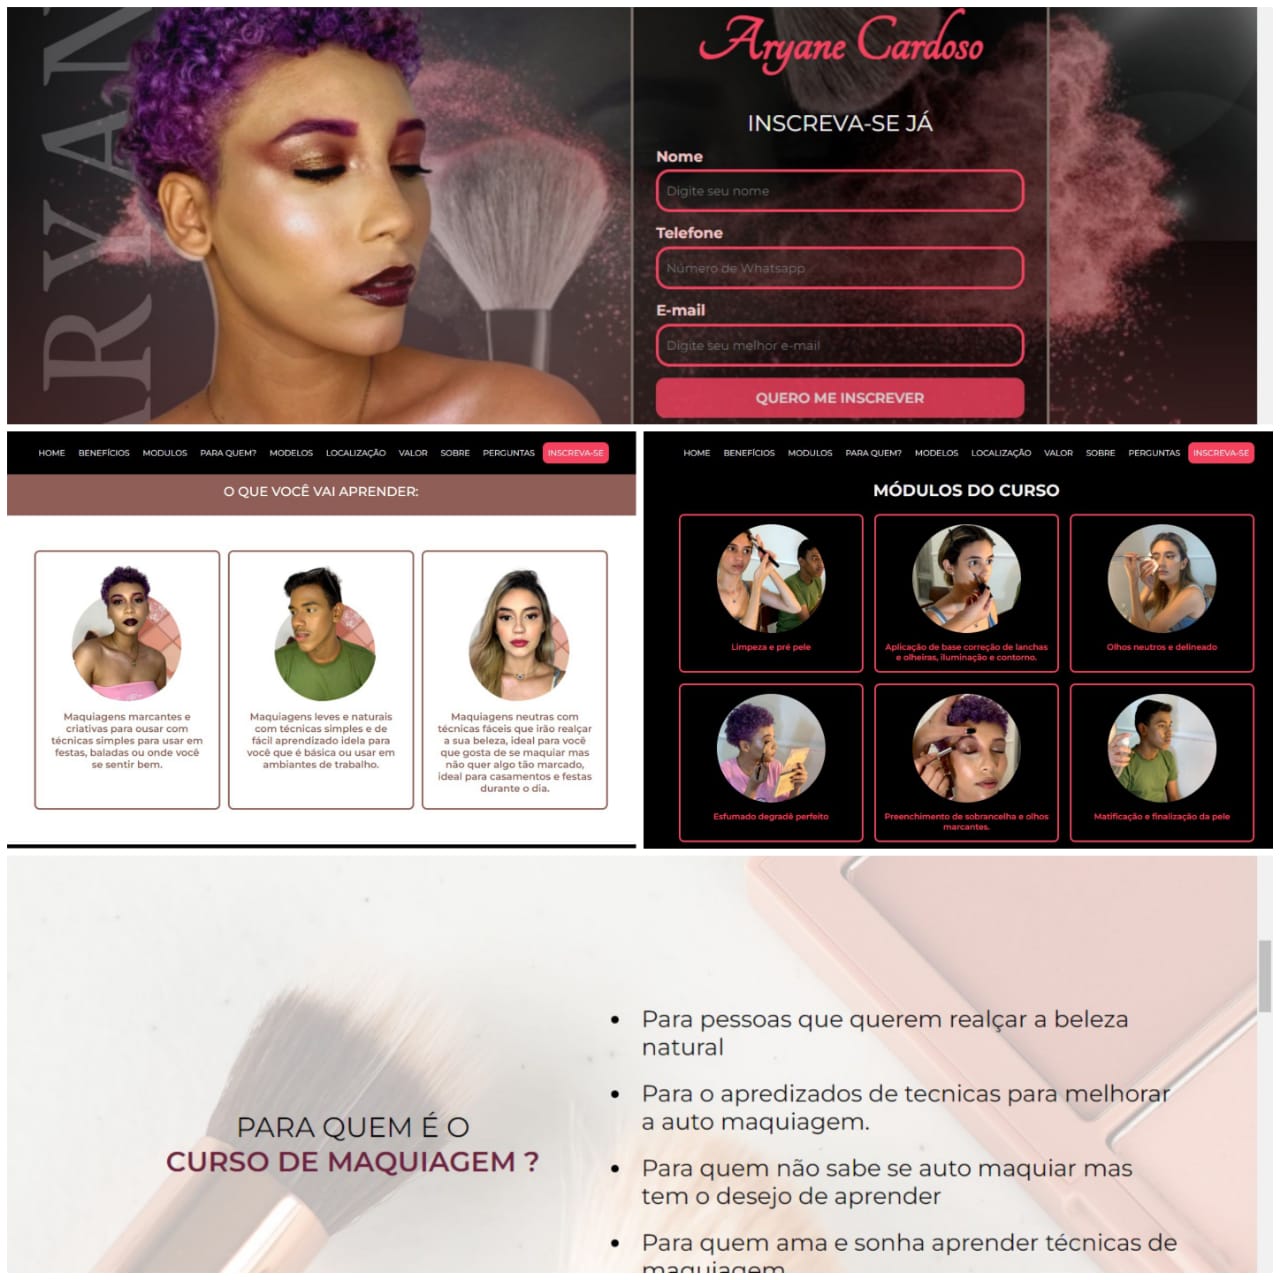 ARYAN
Aryane Cardoso
INSCREVA-SE JÁ
Nome
Digite seu nome
Telefone
Número de Whatsapp
E-mail
Digite seu melhor e-mail
QUERO ME INSCREVER
HOME BENEFÍCIOS MODULOS PARA QUEM? MODELOS LOCALIZAÇÃO VALOR SOBRE PERGUNTAS INSCREVA-SE
O QUE VOCÊ VAI APRENDER:
Maquiagens marcantes e
criativas para ousar com
técnicas simples para usar em
festas, baladas ou onde você
se sentir bem.
Maquiagens leves e naturais
com técnicas simples e de
fácil aprendizado idela para
você que é básica ou usar em
ambientes de trabalho.
Maquiagens neutras com
técnicas fáceis que irão realçar
a sua beleza, ideal para você
que gosta de se maquiar mas
não quer algo tão marcado,
ideal para casamentos e festas
durante o dia.
HOME BENEFÍCIOS MODULOS PARA QUEM? MODELOS LOCALIZAÇÃO VALOR SOBRE PERGUNTAS INSCREVA-SE
MÓDULOS DO CURSO
Limpeza e pré pele
Aplicação de base correção de lanchas
e olheiras, iluminação e contorno.
Olhos neutros e delineado
Esfumado degradê perfeito
Preenchimento de sobrancelha e olhos
marcantes.
Matificação e finalização da pele
PARA QUEM É O
CURSO DE MAQUIAGEM ?
• Para pessoas que querem realçar a beleza
natural
• Para o apredizados de tecnicas para melhorar
a auto maquiagem.
• Para quem não sabe se auto maquiar mas
tem o desejo de aprender
• Para quem ama e sonha aprender técnicas de
maquiagem